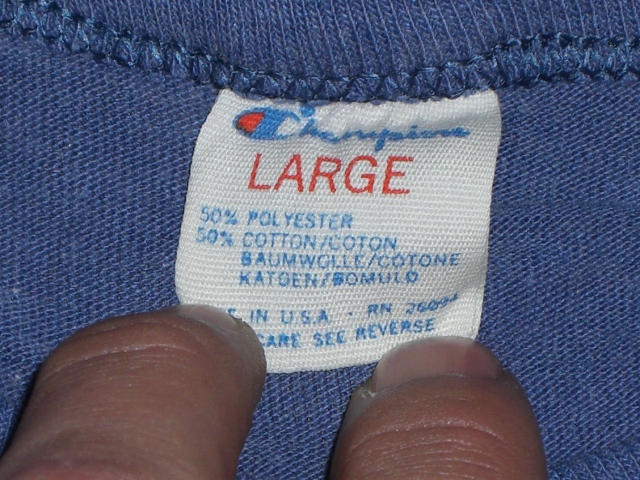 Champion
LARGE
50% POLYESTER
50% COTTON/COTON
BAUMWOLLE/COTONE
KATOEN/BOMULD
IN U.S.A. RN
CARE SEE REVERSE